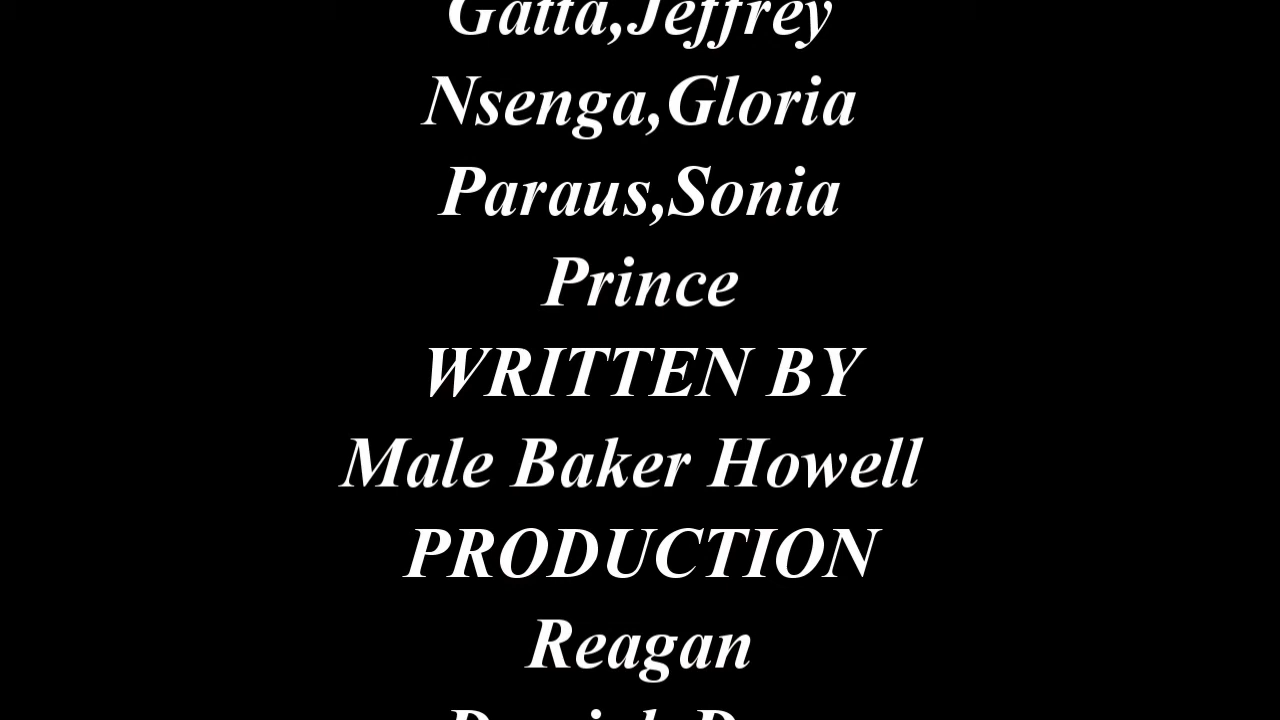 Gatta,Jeffrey
Nsenga,Gloria
Paraus,Sonia
Prince
WRITTEN BY
Male Baker Howell
PRODUCTION
Reagan